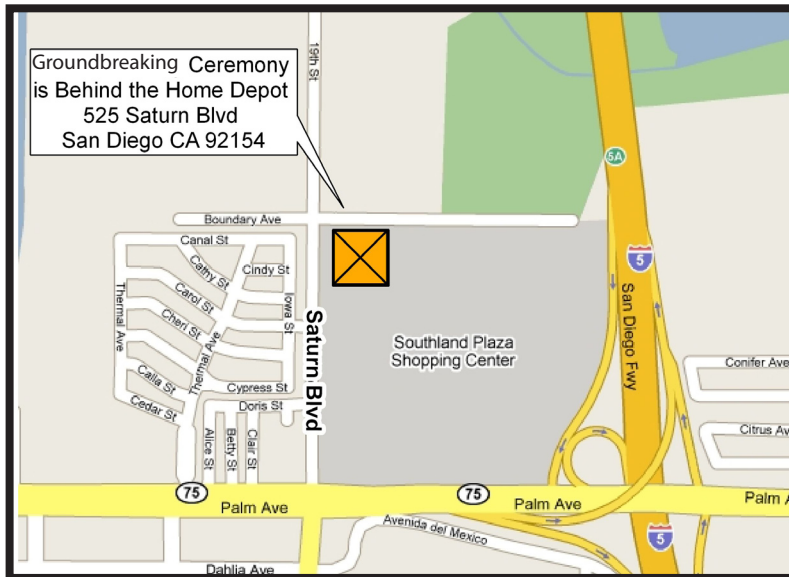 Groundbreaking Ceremony
is Behind the Home Depot
525 Saturn Blvd
San Diego CA 92154
19th St
5A
Boundary Ave
Canal St
Cathy St
Cindy St
5
Thermal Ave
Carol St
Iowa St
San Diego Fwy
Cheri St
Saturn Blvd
Southland Plaza
Shopping Center
Thermal Ave
Conifer Ave
Calla St
Cypress St
Cedar St
Doris St
Citrus Av
Alice St
Betty St
Clair St
75
75
Palm Ave
Palm Ave
Palm A
Avenida del Mexico
5
Dahlia Ave